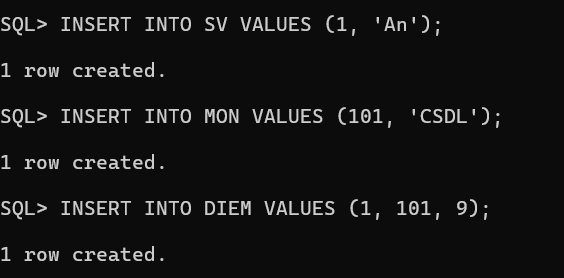 SQL> INSERT INTO SV VALUES (1, 'An');
1 row created.
SQL> INSERT INTO MON VALUES (101, 'CSDL');
1 row created.
SQL> INSERT INTO DIEM VALUES (1, 101, 9);
1 row created.